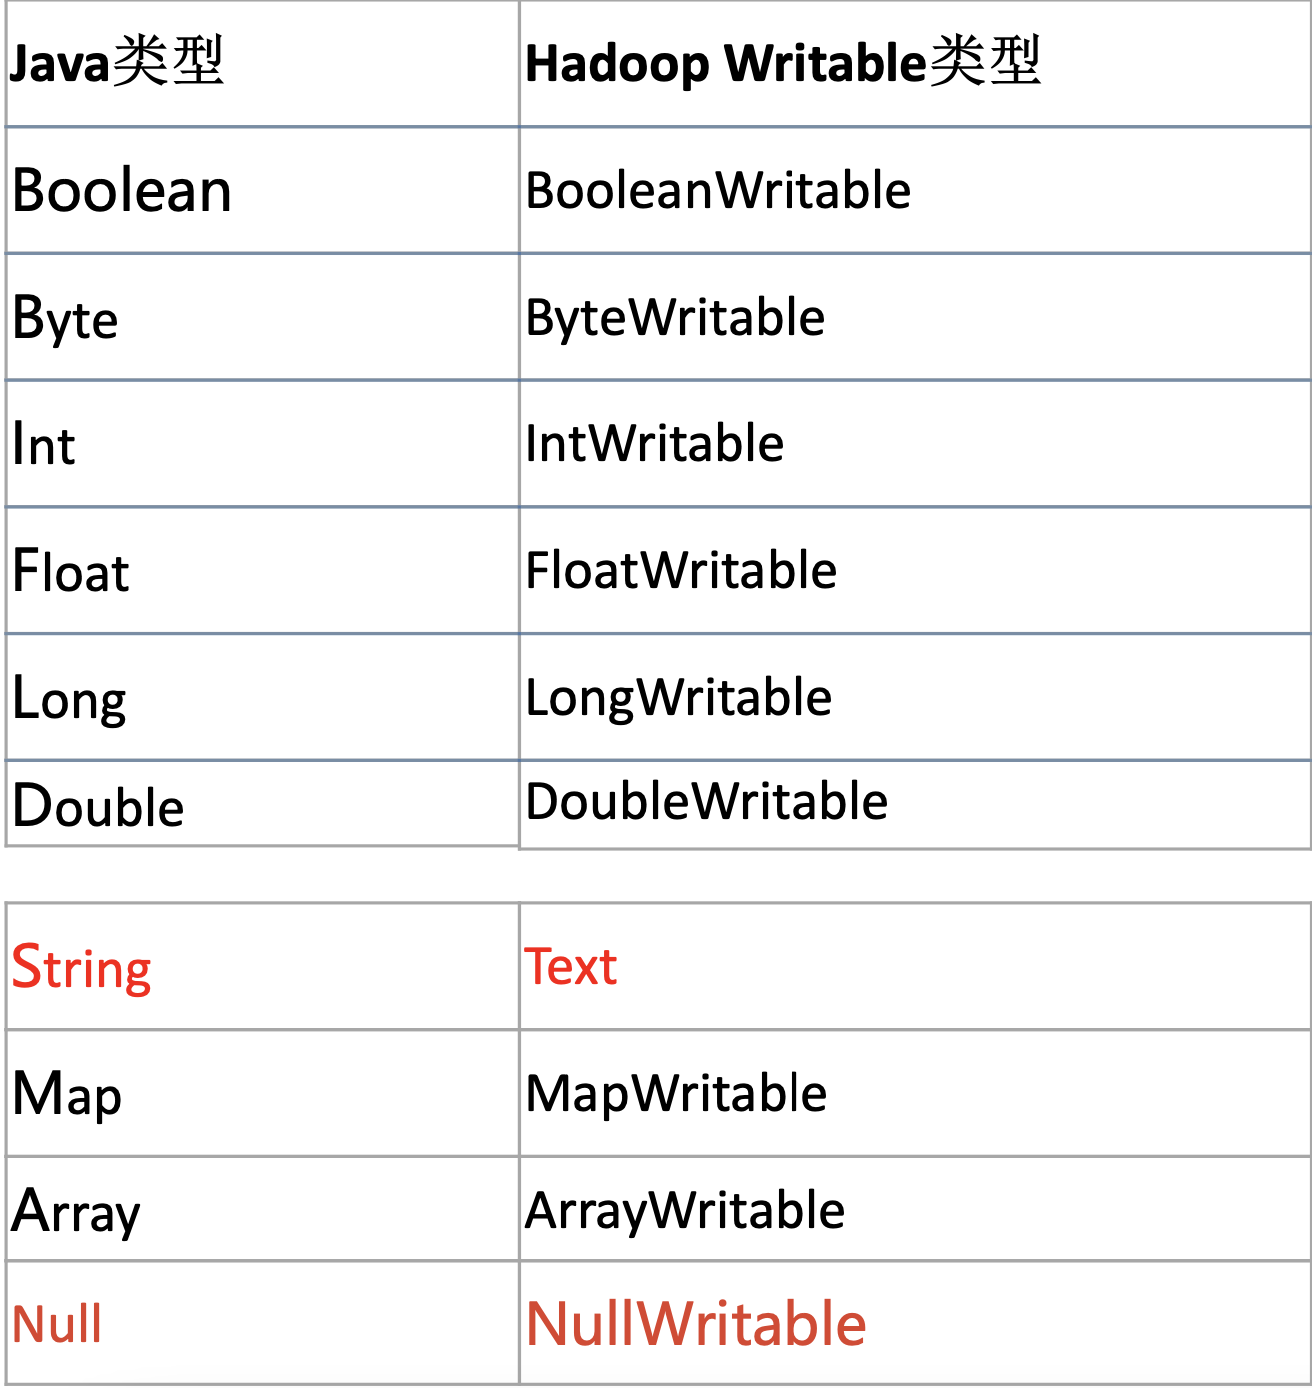 Java类型 Hadoop Writable类型
Boolean BooleanWritable
Byte ByteWritable
Int IntWritable
Float FloatWritable
Long LongWritable
Double DoubleWritable
String Text
Map MapWritable
Array ArrayWritable
Null NullWritable